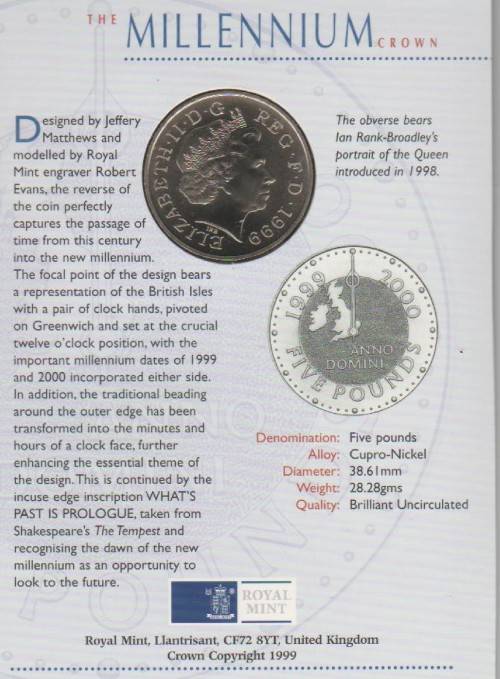 THE MILLENNIUM CROWN
Designed by Jeffery
Matthews and
modelled by Royal
Mint engraver Robert
Evans, the reverse of
the coin perfectly
captures the passage of
time from this century
into the new millennium.
The focal point of the design bears
a representation of the British Isles
with a pair of clock hands, pivoted
on Greenwich and set at the crucial
twelve o'clock position, with the
important millennium dates of 1999
and 2000 incorporated either side.
In addition, the traditional beading
around the outer edge has been
transformed into the minutes and
hours of a clock face, further
enhancing the essential theme of
the design. This is continued by the
incuse edge inscription WHAT'S
PAST IS PROLOGUE, taken from
Shakespeare's The Tempest and
recognising the dawn of the new
millennium as an opportunity to
look to the future.
ELIZABETH·II·D·G REG·F·D·1999
IRB
The obverse bears
Ian Rank-Broadley's
portrait of the Queen
introduced in 1998.
1999 2000
ANNO
DOMINI
FIVE POUNDS
Denomination: Five pounds
Alloy: Cupro-Nickel
Diameter: 38.61mm
Weight: 28.28gms
Quality: Brilliant Uncirculated
ROYAL
MINT
Royal Mint, Llantrisant, CF72 8YT, United Kingdom
Crown Copyright 1999